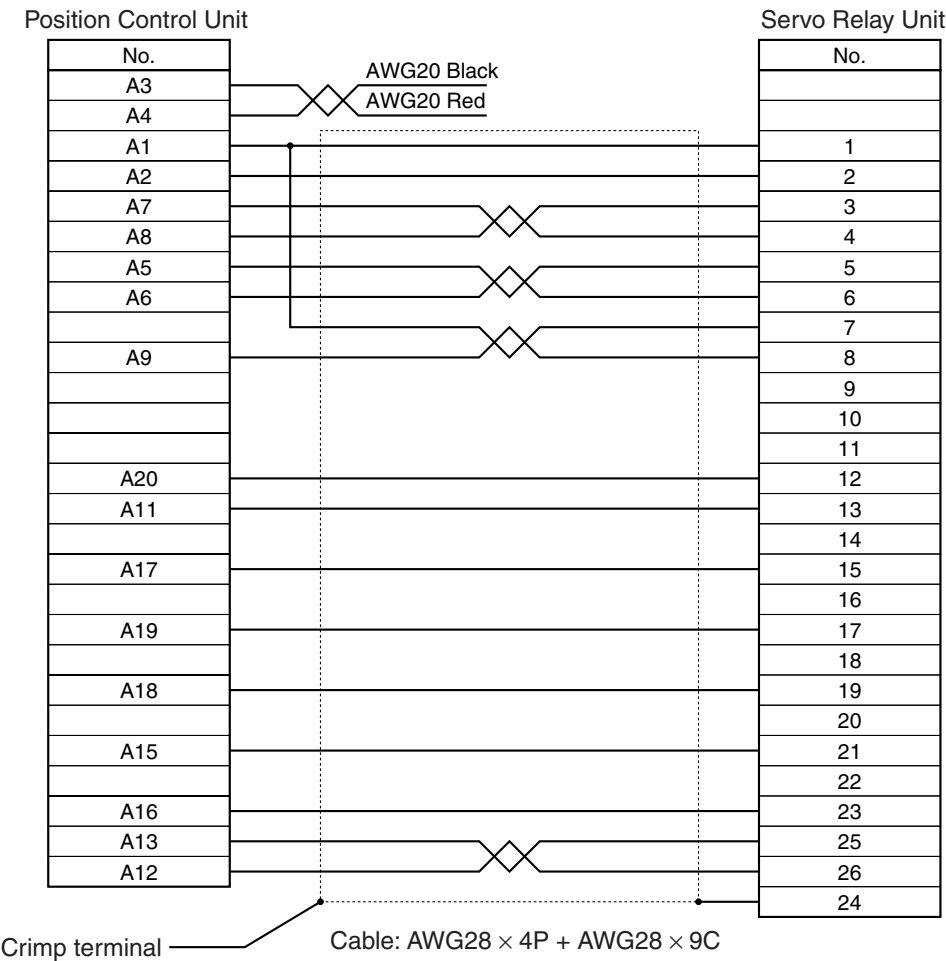 Position Control Unit Servo Relay Unit
No. No.
AWG20 Black
A3
AWG20 Red
A4
A1 1
A2 2
A7 3
A8 4
A5 5
A6 6
7
A9 8
9
10
11
A20 12
A11 13
14
A17 15
16
A19 17
18
A18 19
20
A15 21
22
A16 23
A13 25
A12 26
24
Crimp terminal
Cable: AWG28 × 4P + AWG28 × 9C